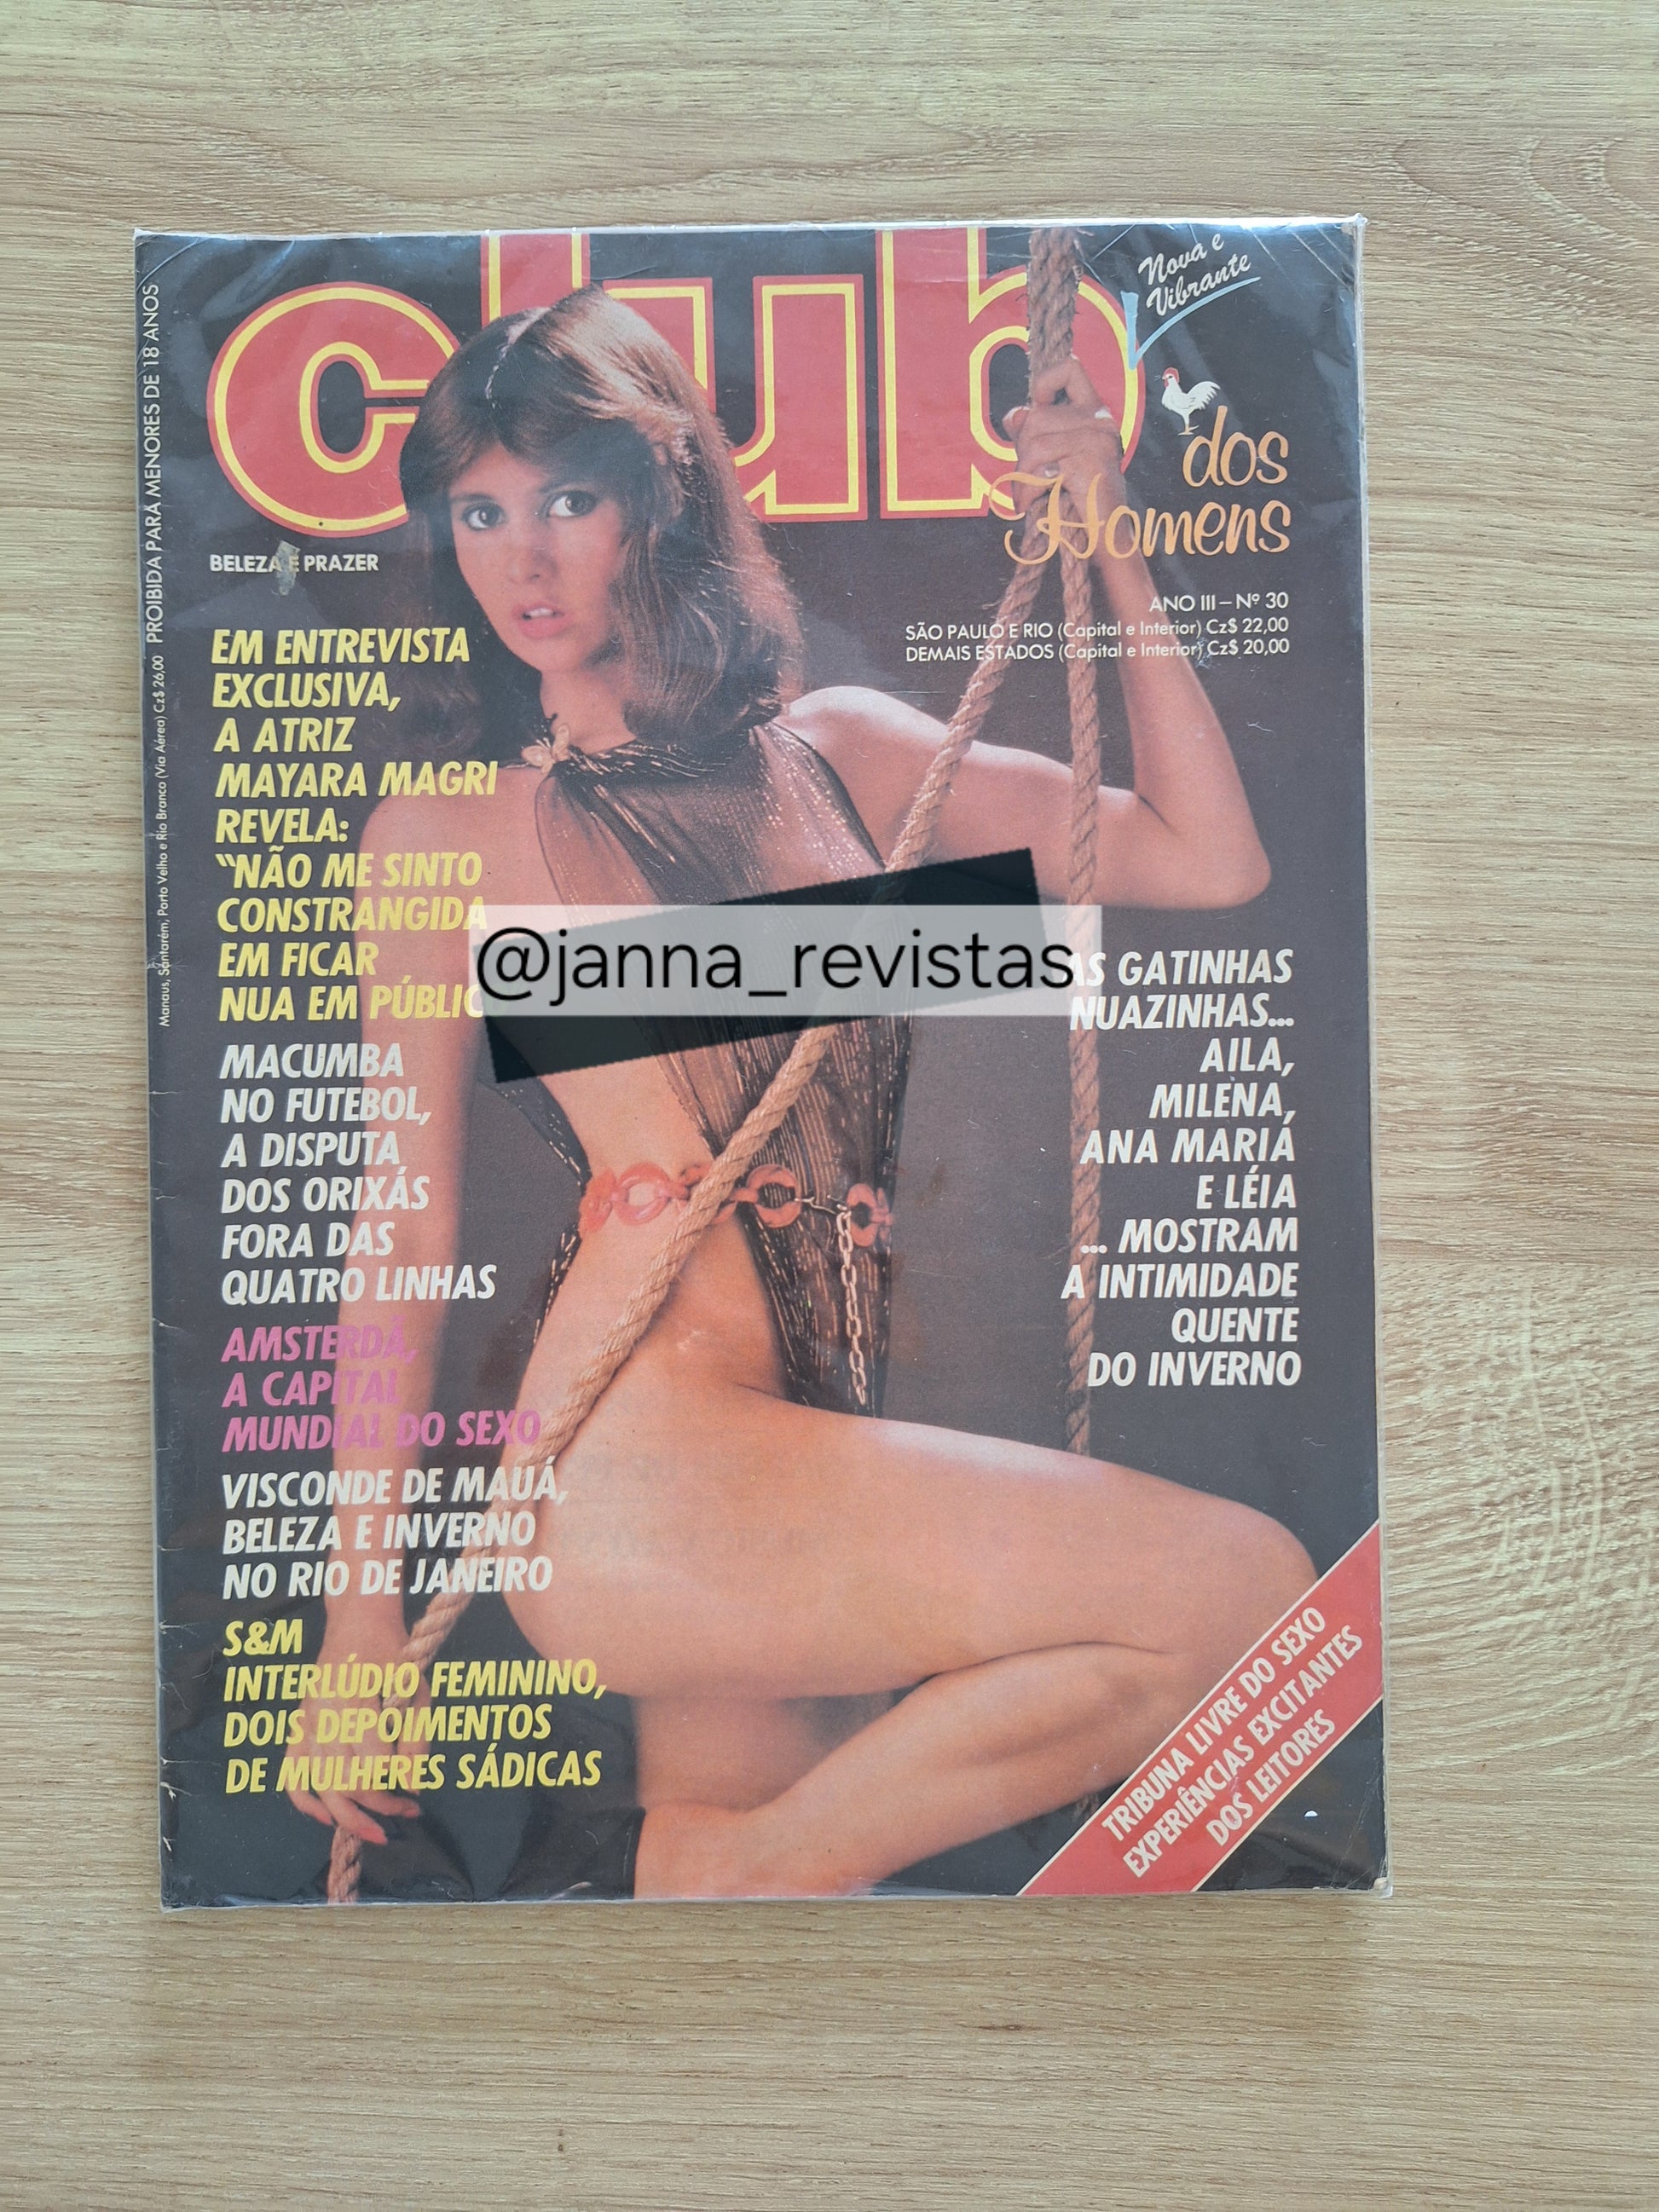 club
Nova e
Vibrante
dos
Homens
BELEZA E PRAZER
ANO III – Nº 30
SÃO PAULO E RIO (Capital e Interior) Cz$ 22,00
DEMAIS ESTADOS (Capital e Interior) Cz$ 20,00
PROIBIDA PARA MENORES DE 18 ANOS
Manaus, Santarém, Porto Velho e Rio Branco (Via Aérea) Cz$ 26,00
EM ENTREVISTA
EXCLUSIVA,
A ATRIZ
MAYARA MAGRI
REVELA:
“NÃO ME SINTO
CONSTRANGIDA
EM FICAR
NUA EM PÚBLIC
@janna_revistas
MACUMBA
NO FUTEBOL,
A DISPUTA
DOS ORIXÁS
FORA DAS
QUATRO LINHAS
AMSTERDÁ,
A CAPITAL
MUNDIAL DO SEXO
VISCONDE DE MAUÁ,
BELEZA E INVERNO
NO RIO DE JANEIRO
S&M
INTERLÚDIO FEMININO,
DOIS DEPOIMENTOS
DE MULHERES SÁDICAS
AS GATINHAS
NUAZINHAS...
AILA,
MILENA,
ANA MARIA
E LÉIA
... MOSTRAM
A INTIMIDADE
QUENTE
DO INVERNO
TRIBUNA LIVRE DO SEXO
EXPERIÊNCIAS EXCITANTES
DOS LEITORES